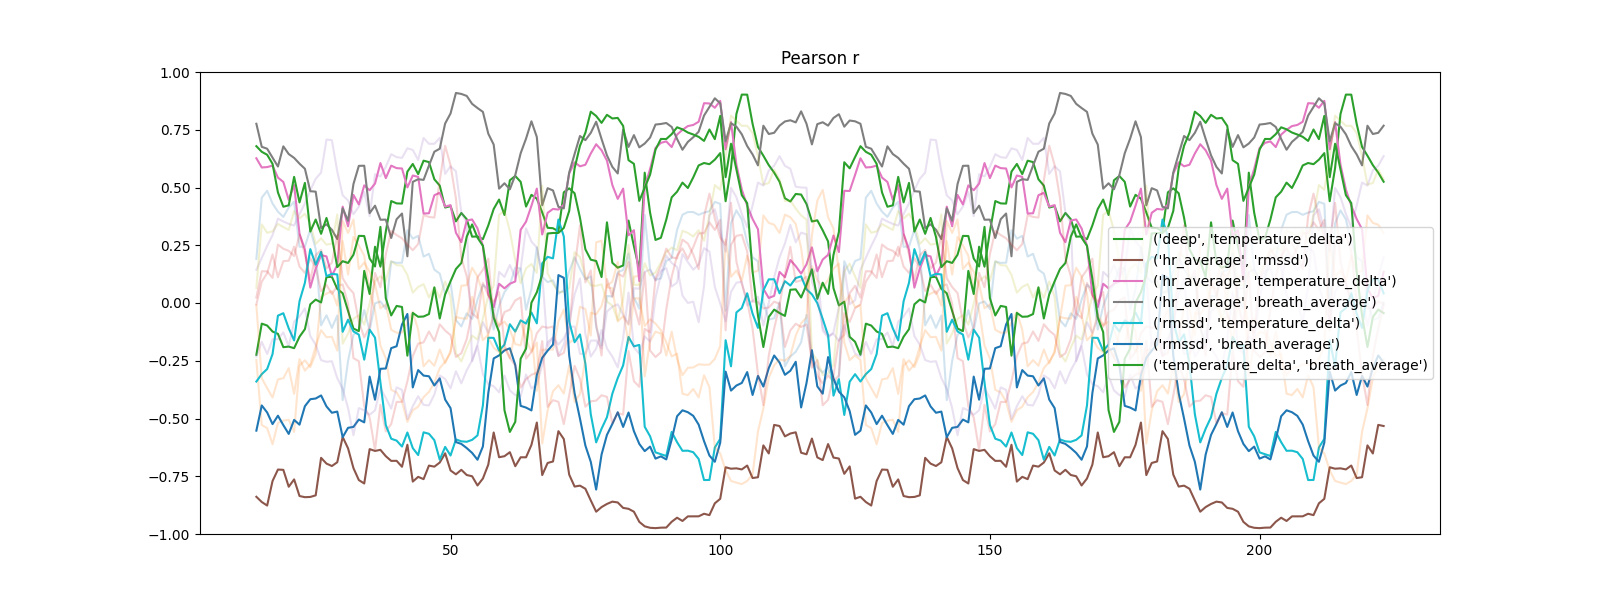 Pearson r
1.00
0.75
0.50
0.25
0.00
−0.25
−0.50
−0.75
−1.00
50
100
150
200
('deep', 'temperature_delta')
('hr_average', 'rmssd')
('hr_average', 'temperature_delta')
('hr_average', 'breath_average')
('rmssd', 'temperature_delta')
('rmssd', 'breath_average')
('temperature_delta', 'breath_average')